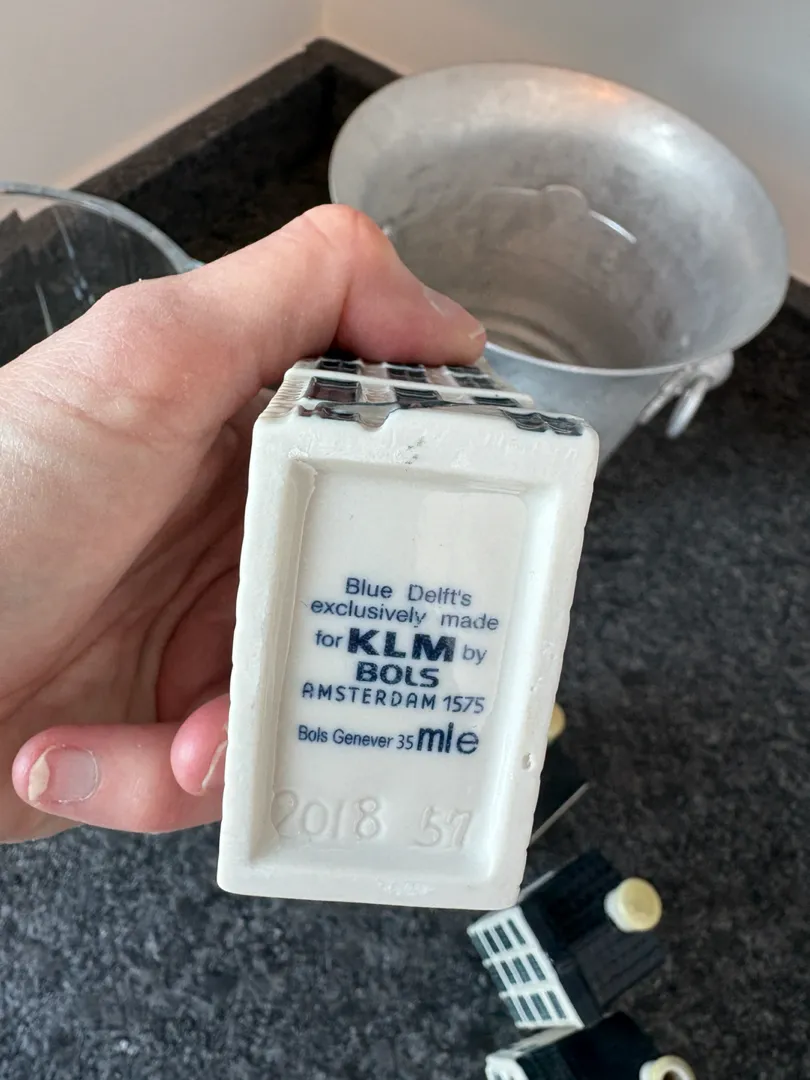 Blue Delft's
exclusively made
for KLM by
BOLS
AMSTERDAM 1575
Bols Genever 35 ml e
2018 57